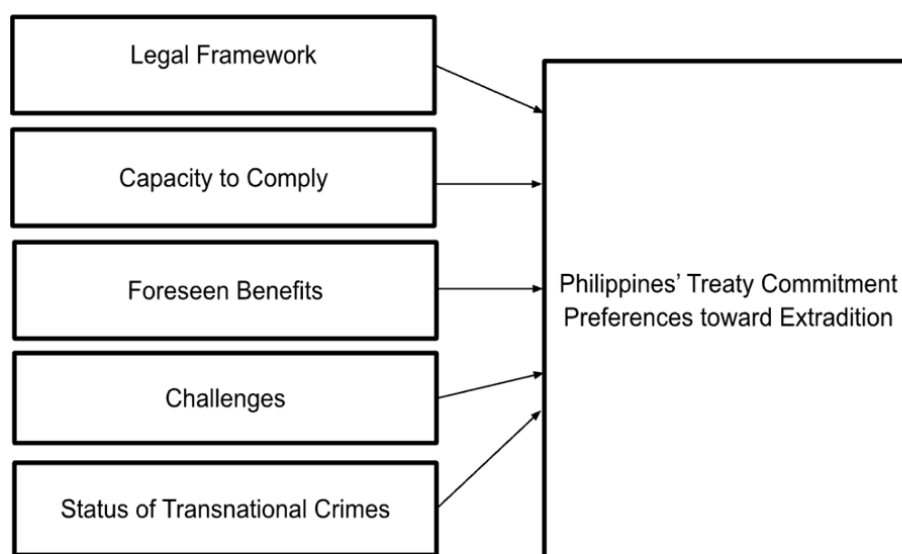 Legal Framework
Capacity to Comply
Foreseen Benefits
Challenges
Status of Transnational Crimes
Philippines’ Treaty Commitment
Preferences toward Extradition